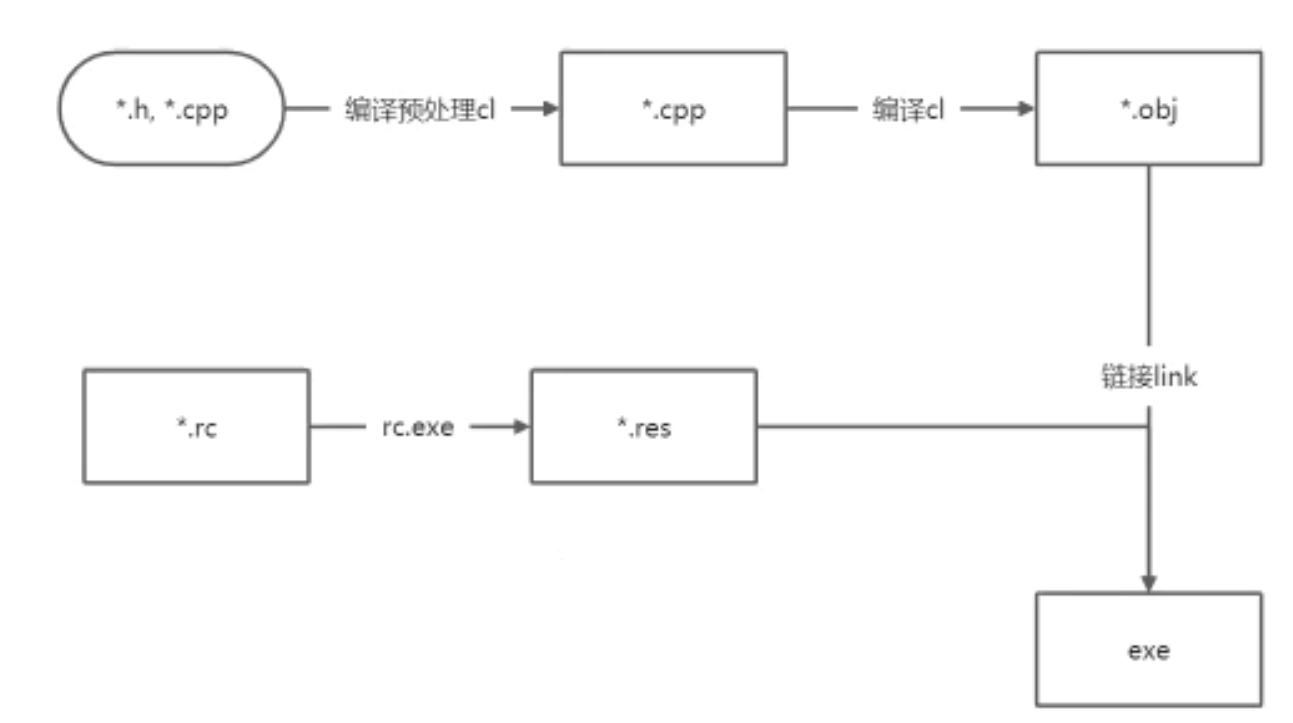 *.h, *.cpp
编译预处理cl
*.cpp
编译cl
*.obj
链接link
*.rc
rc.exe
*.res
exe